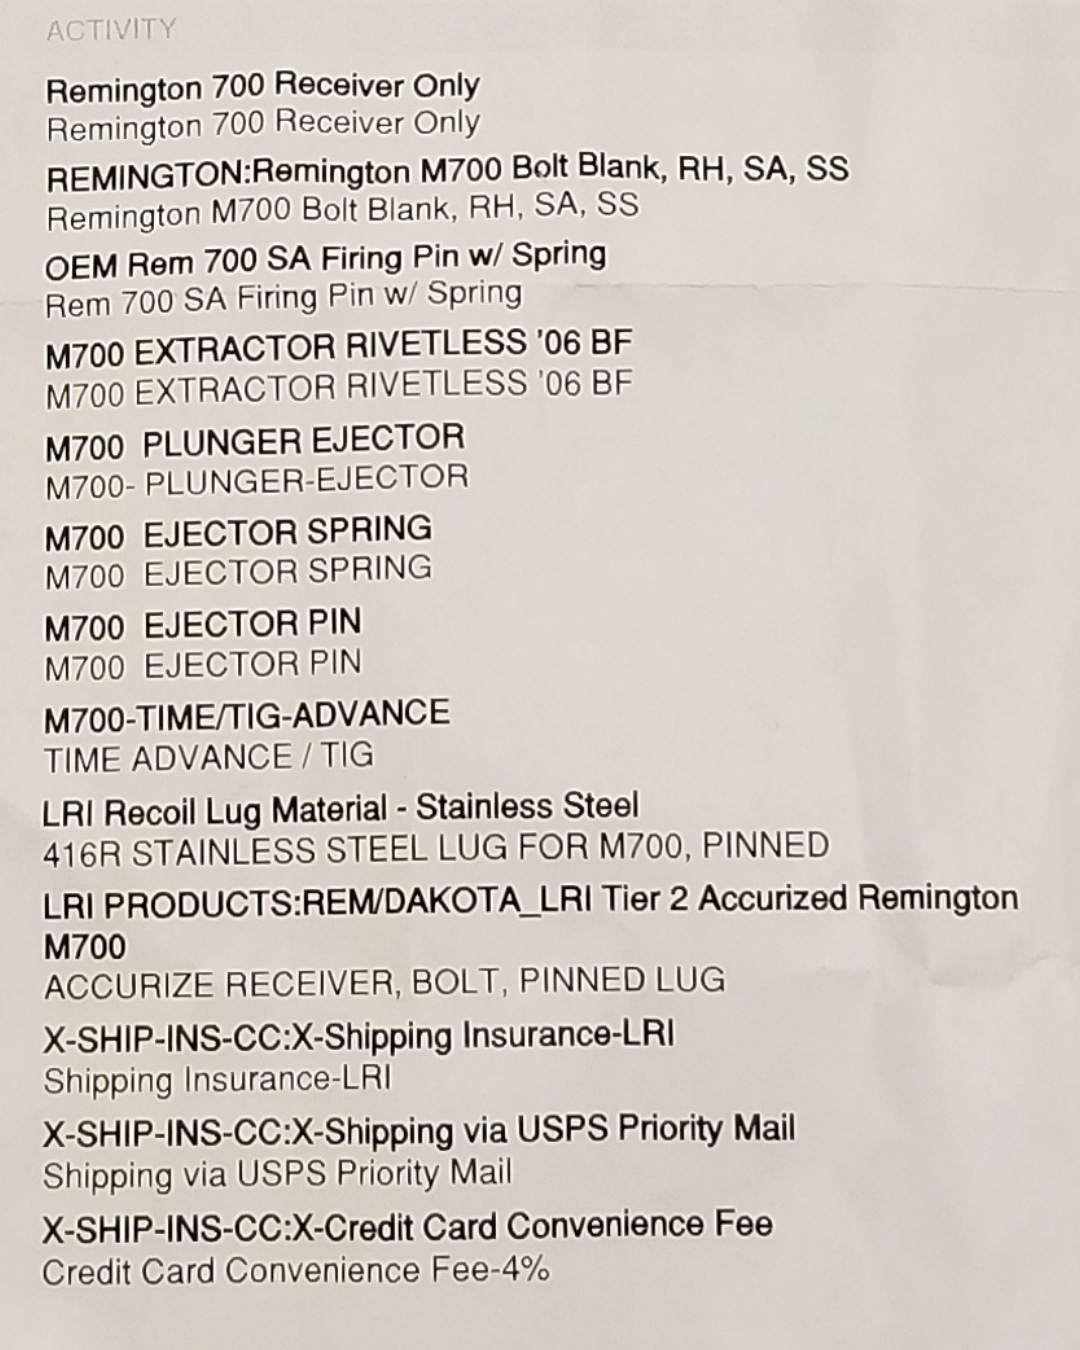 ACTIVITY
Remington 700 Receiver Only
Remington 700 Receiver Only
REMINGTON:Remington M700 Bolt Blank, RH, SA, SS
Remington M700 Bolt Blank, RH, SA, SS
OEM Rem 700 SA Firing Pin w/ Spring
Rem 700 SA Firing Pin w/ Spring
M700 EXTRACTOR RIVETLESS '06 BF
M700 EXTRACTOR RIVETLESS '06 BF
M700 PLUNGER EJECTOR
M700- PLUNGER-EJECTOR
M700 EJECTOR SPRING
M700 EJECTOR SPRING
M700 EJECTOR PIN
M700 EJECTOR PIN
M700-TIME/TIG-ADVANCE
TIME ADVANCE / TIG
LRI Recoil Lug Material - Stainless Steel
416R STAINLESS STEEL LUG FOR M700, PINNED
LRI PRODUCTS:REM/DAKOTA_LRI Tier 2 Accurized Remington
M700
ACCURIZE RECEIVER, BOLT, PINNED LUG
X-SHIP-INS-CC:X-Shipping Insurance-LRI
Shipping Insurance-LRI
X-SHIP-INS-CC:X-Shipping via USPS Priority Mail
Shipping via USPS Priority Mail
X-SHIP-INS-CC:X-Credit Card Convenience Fee
Credit Card Convenience Fee-4%